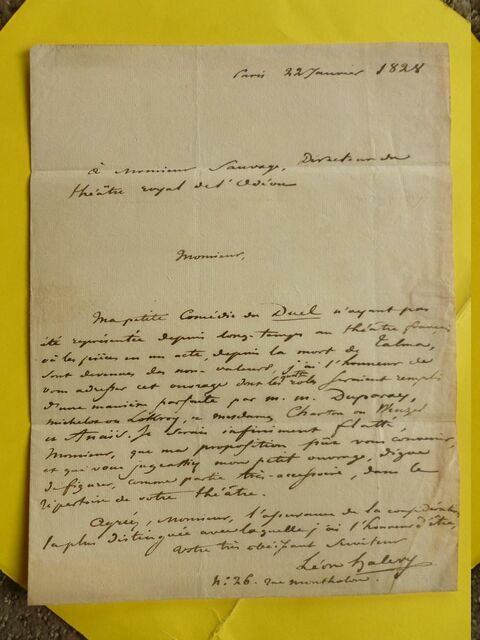 Paris 22 Janvier 1828
à Monsieur Sauvage, Directeur du
théâtre royal de l'Odéon
Monsieur,
Ma petite Comédie du Duel n'ayant pas
été représentée depuis long-temps au théâtre français
où les pièces en un acte, depuis la mort de Talma,
sont devenues des non-valeurs, j'ai l'honneur de
vous adresser cet ouvrage dont les quatre rôles seraient remplis
d'une manière parfaite par M. M. Duparay,
ou Lockroy, et mesdames Charton ou
et Anaïs. Je serais infiniment flatté,
Monsieur, que ma proposition pût vous convenir,
et que vous jugeassiez mon petit ouvrage, digne
de figurer, comme partie très-accessoire, dans le
répertoire de votre théâtre.
Agréez, Monsieur, l'assurance de la considération
la plus distinguée avec laquelle j'ai l'honneur d'être,
votre très obéissant Serviteur
Léon halevy
n: 26. rue montholon.